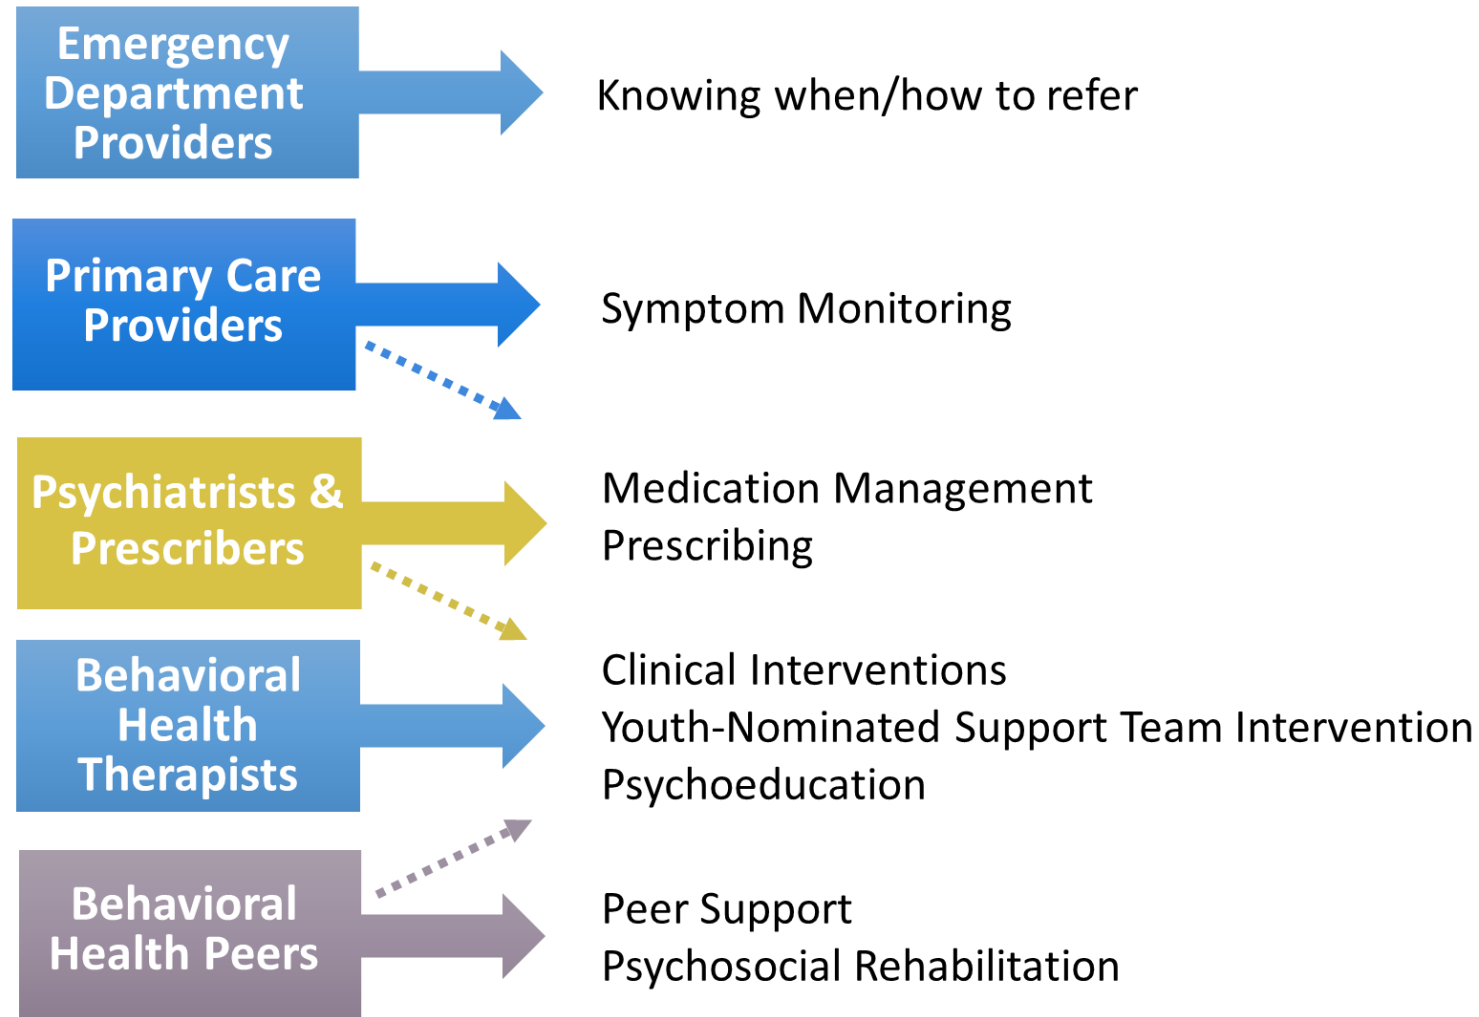 Emergency
Department
Providers
Knowing when/how to refer
Primary Care
Providers
Symptom Monitoring
Psychiatrists &
Prescribers
Medication Management
Prescribing
Behavioral
Health
Therapists
Clinical Interventions
Youth-Nominated Support Team Intervention
Psychoeducation
Behavioral
Health Peers
Peer Support
Psychosocial Rehabilitation